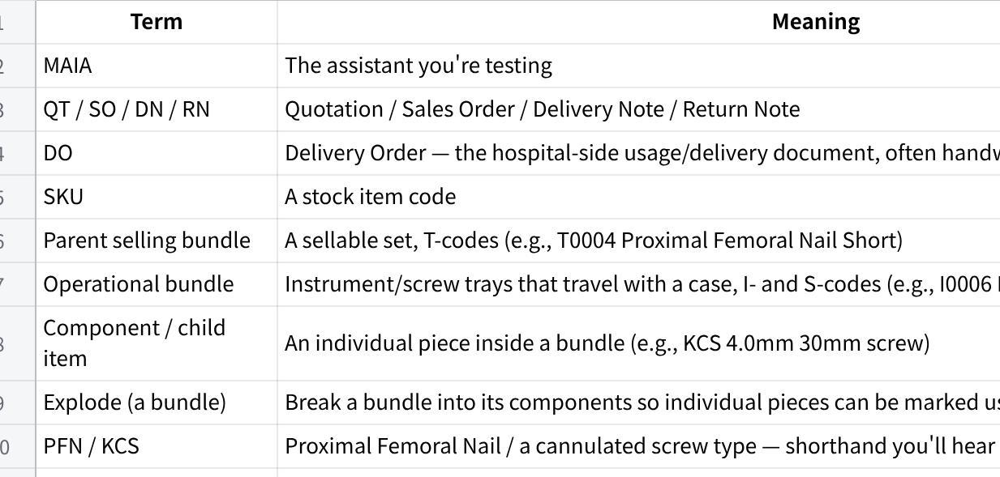 1 Term Meaning
2 MAIA The assistant you're testing
3 QT / SO / DN / RN Quotation / Sales Order / Delivery Note / Return Note
4 DO Delivery Order — the hospital-side usage/delivery document, often
5 SKU A stock item code
6 Parent selling bundle A sellable set, T-codes (e.g., T0004 Proximal Femoral Nail Short)
7 Operational bundle Instrument/screw trays that travel with a case, I- and S-codes (e.g., I0006
8 Component / child
item An individual piece inside a bundle (e.g., KCS 4.0mm 30mm screw)
9 Explode (a bundle) Break a bundle into its components so individual pieces can be marked
0 PFN / KCS Proximal Femoral Nail / a cannulated screw type — shorthand you'll hear